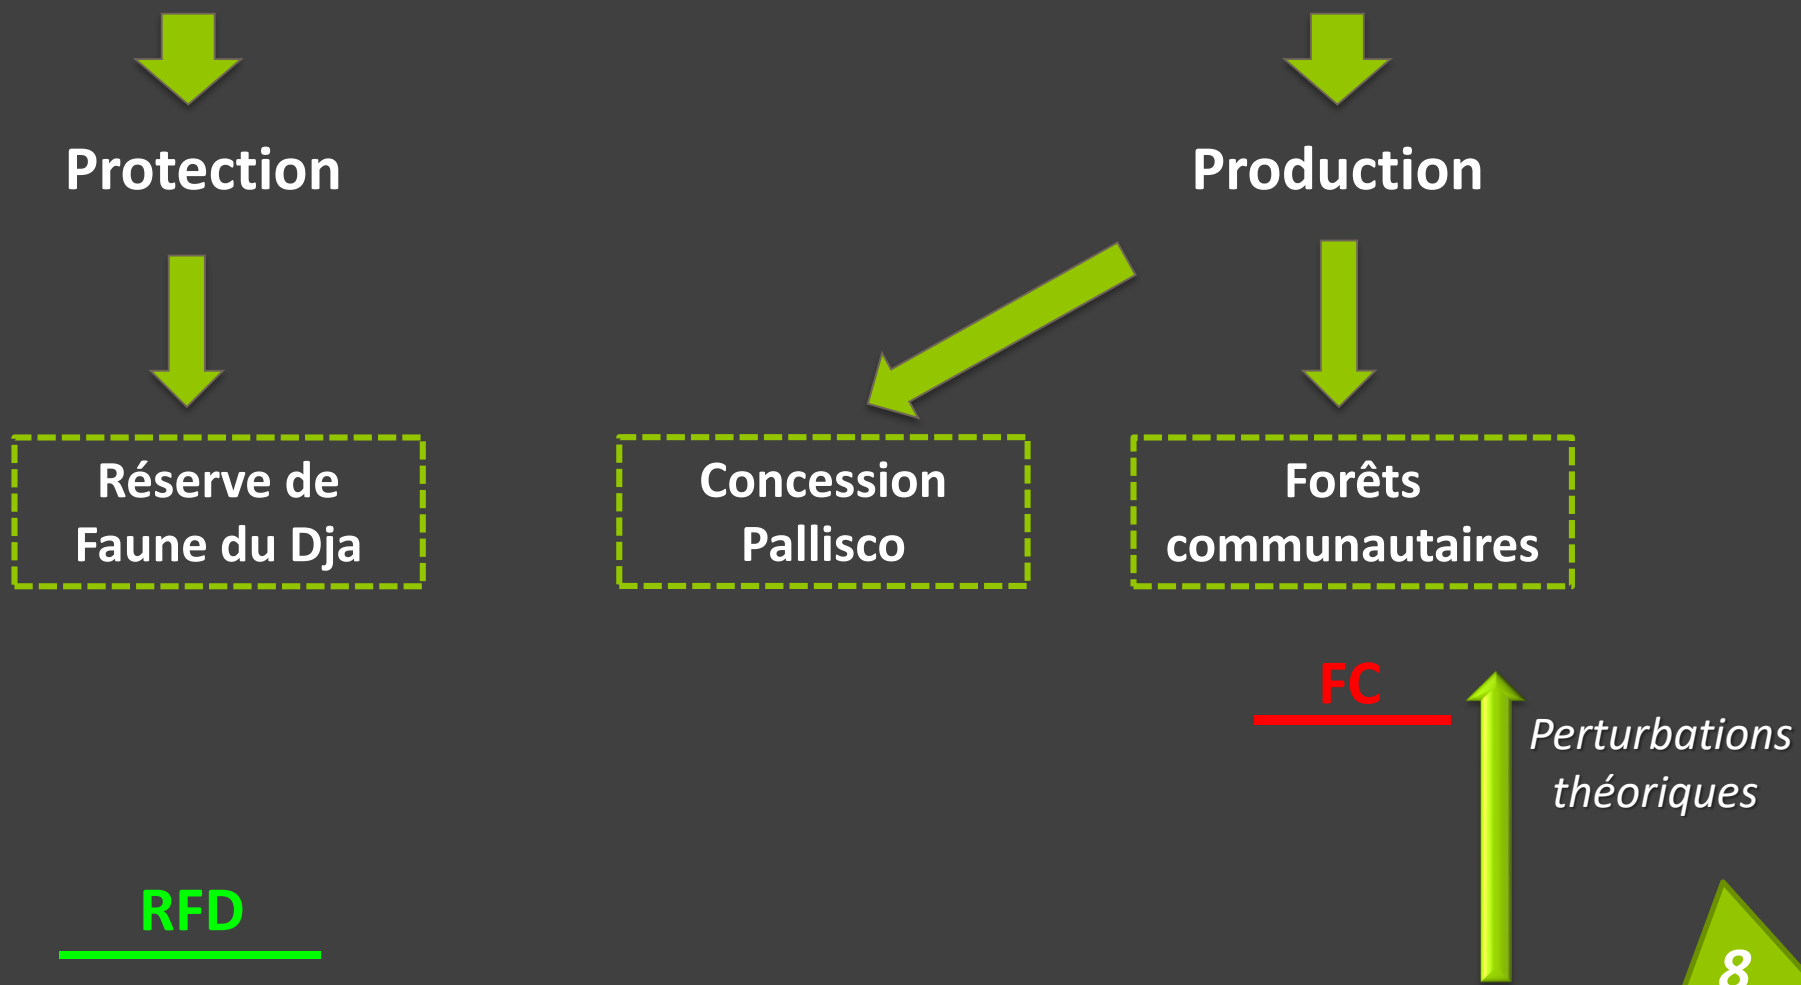 Protection
Production
Réserve de
Faune du Dja
Concession
Pallisco
Forêts
communautaires
FC
Perturbations
théoriques
RFD
8